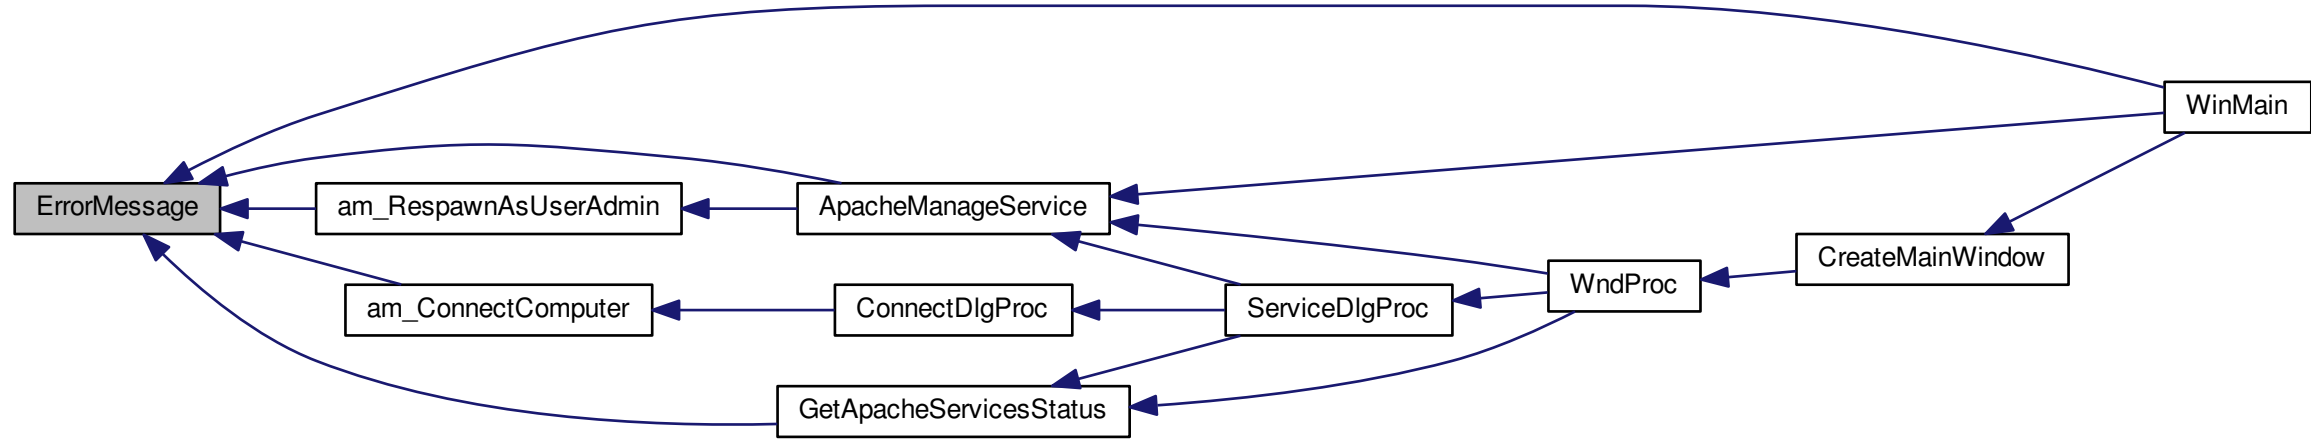 WinMain
ErrorMessage
am_RespawnAsUserAdmin
ApacheManageService
CreateMainWindow
WndProc
am_ConnectComputer
ConnectDlgProc
ServiceDlgProc
GetApacheServicesStatus